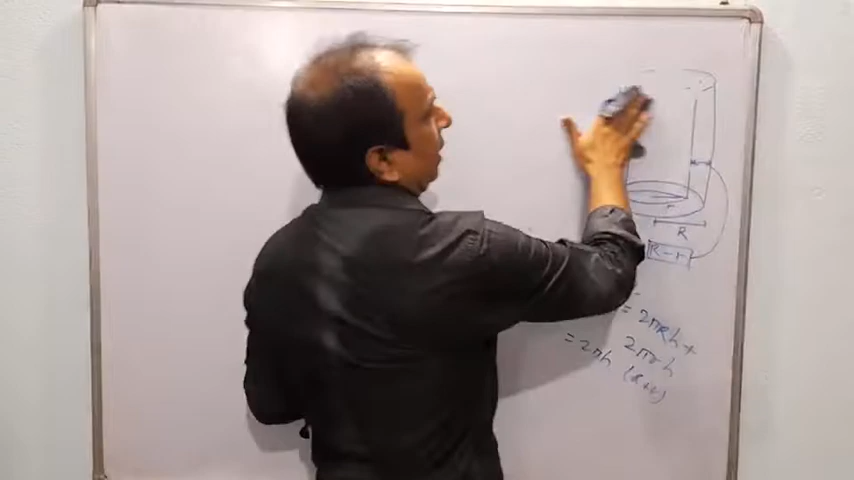 r
R
R-r
= 2πRh +
2πrh
= 2πh (R+r)